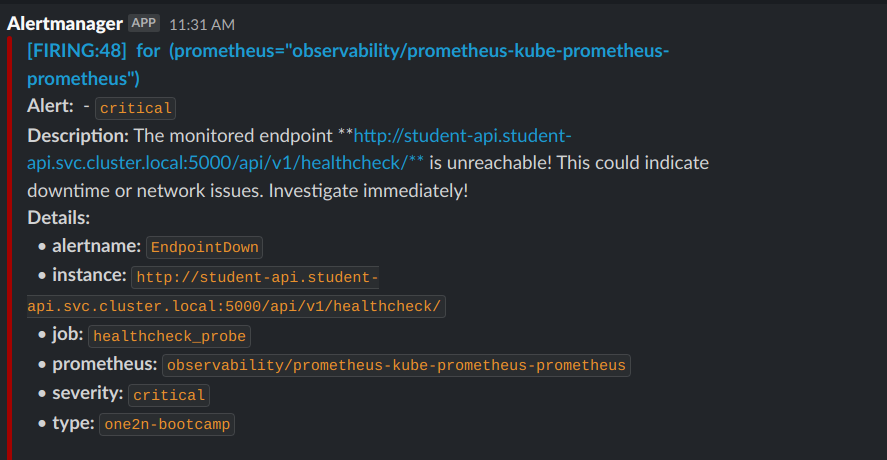 Alertmanager APP 11:31 AM
[FIRING:48] for (prometheus="observability/prometheus-kube-prometheus-
prometheus")
Alert: - critical
Description: The monitored endpoint **http://student-api.student-
api.svc.cluster.local:5000/api/v1/healthcheck/** is unreachable! This could indicate
downtime or network issues. Investigate immediately!
Details:
• alertname: EndpointDown
• instance: http://student-api.student-
api.svc.cluster.local:5000/api/v1/healthcheck/
• job: healthcheck_probe
• prometheus: observability/prometheus-kube-prometheus-prometheus
• severity: critical
• type: one2n-bootcamp